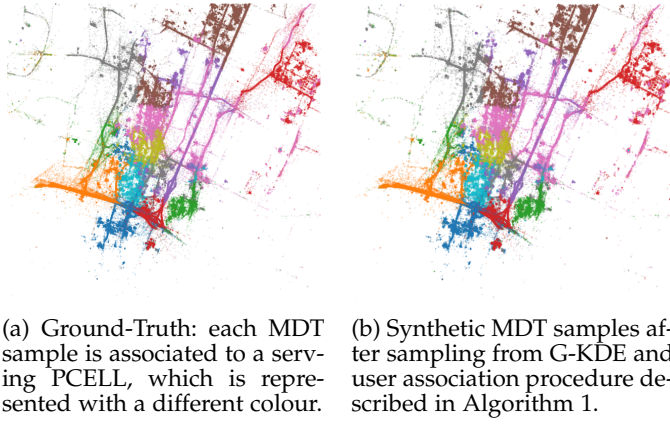 (a) Ground-Truth: each MDT
sample is associated to a serv-
ing PCELL, which is repre-
sented with a different colour.
(b) Synthetic MDT samples af-
ter sampling from G-KDE and
user association procedure de-
scribed in Algorithm 1.